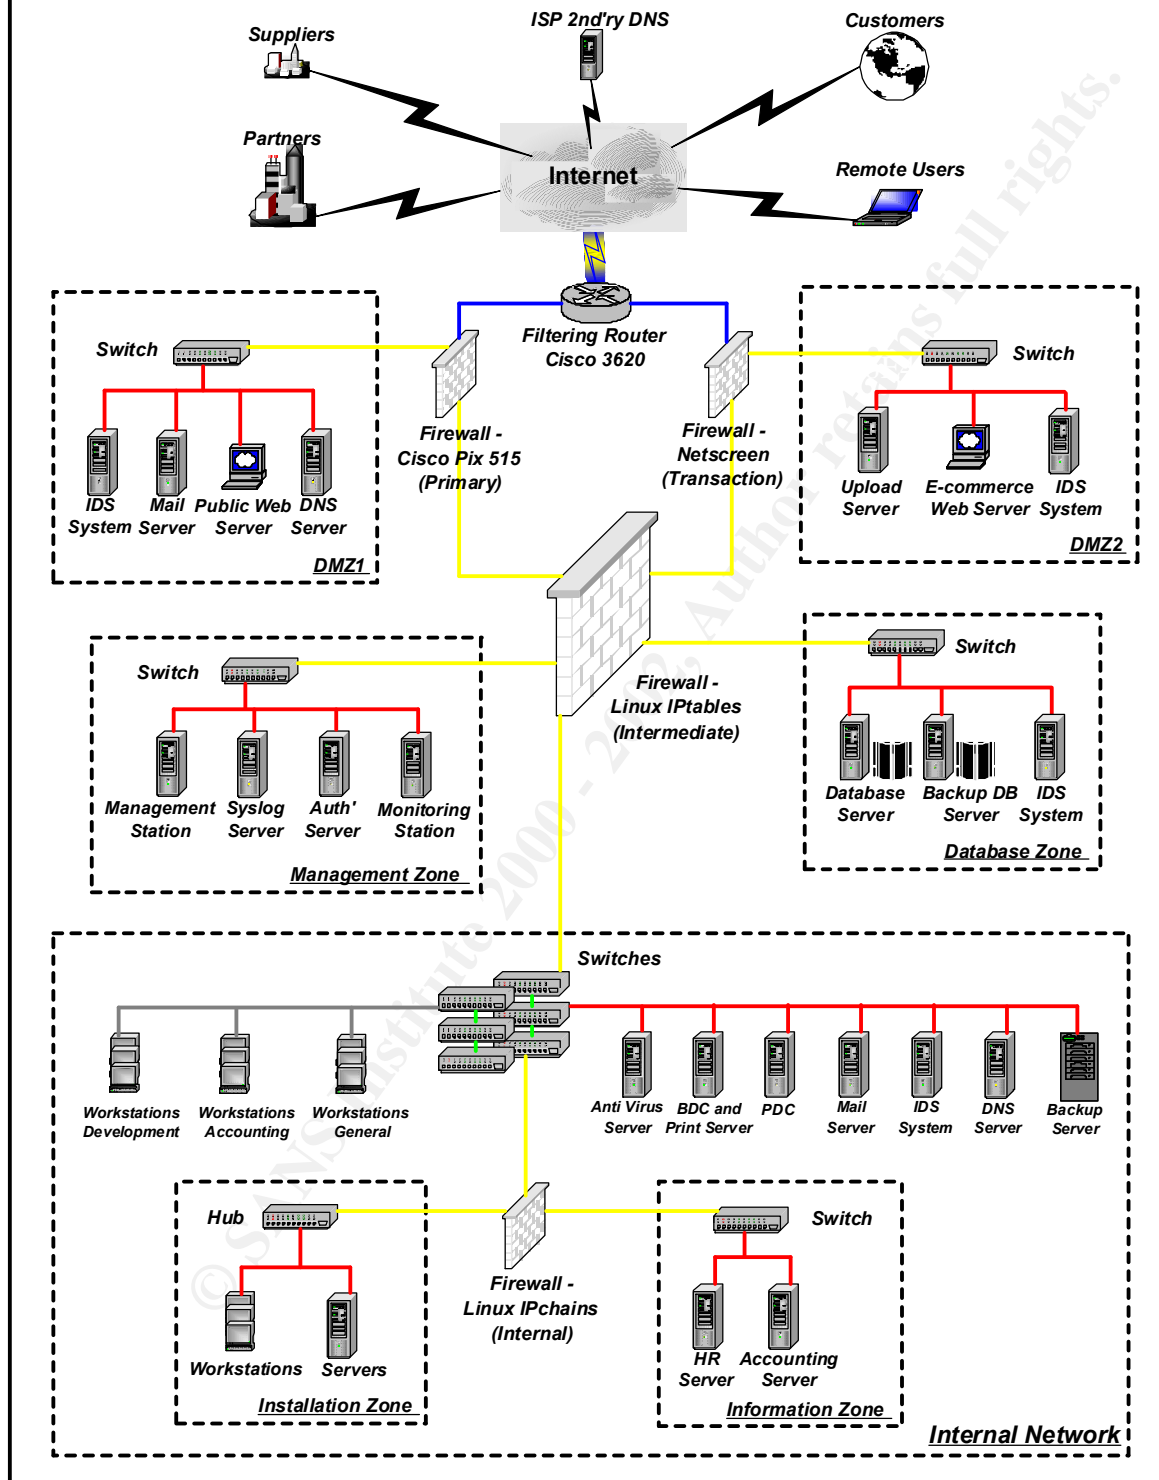 ISP 2nd'ry DNS
Customers
Suppliers
Partners
Internet
Remote Users
Filtering Router
Cisco 3620
Switch
Switch
Firewall -
Cisco Pix 515
(Primary)
Firewall -
Netscreen
(Transaction)
IDS
System
Mail
Server
Public Web
Server
DNS
Server
DMZ1
Upload
Server
E-commerce
Web Server
IDS
System
DMZ2
Switch
Switch
Firewall -
Linux IPtables
(Intermediate)
Management
Station
Syslog
Server
Auth'
Server
Monitoring
Station
Management Zone
Database
Server
Backup DB
Server
IDS
System
Database Zone
Switches
Workstations
Development
Workstations
Accounting
Workstations
General
Anti Virus
Server
BDC and
Print Server
PDC
Mail
Server
IDS
System
DNS
Server
Backup
Server
Hub
Switch
Firewall -
Linux IPchains
(Internal)
Workstations
Servers
Installation Zone
HR
Server
Accounting
Server
Information Zone
Internal Network
© SANS Institute 2000 - 2002, Author retains full rights.